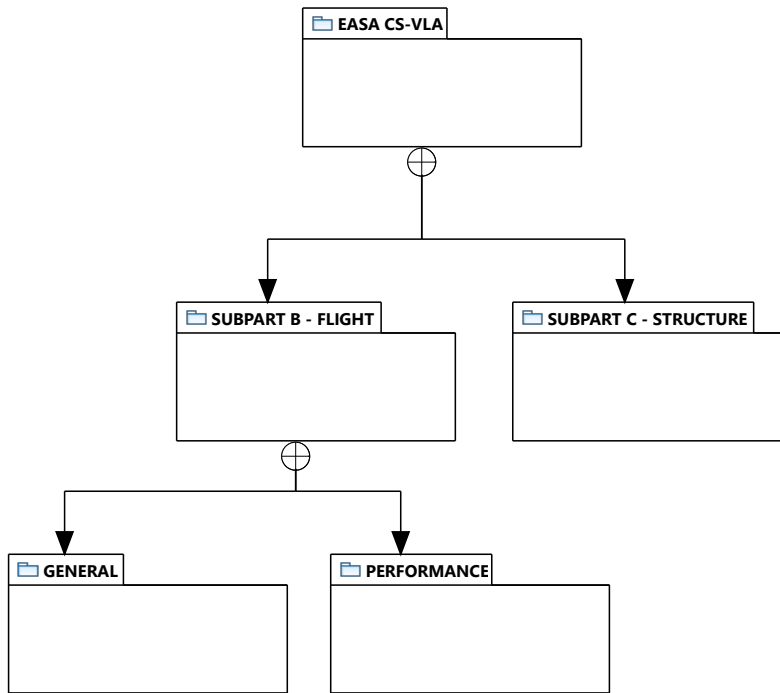 EASA CS-VLA
SUBPART B - FLIGHT
SUBPART C - STRUCTURE
GENERAL
PERFORMANCE